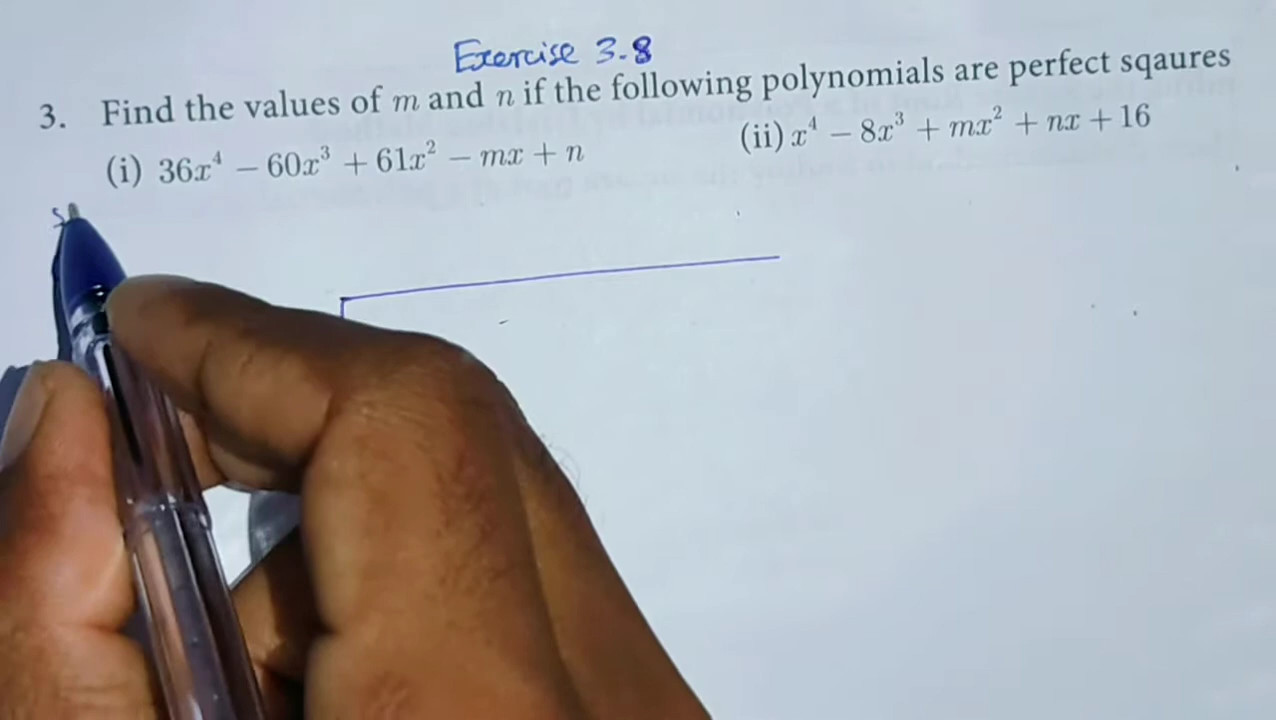 Exercise 3.8
3. Find the values of m and n if the following polynomials are perfect sqaures
(i) 36x⁴ − 60x³ + 61x² − mx + n (ii) x⁴ − 8x³ + mx² + nx + 16